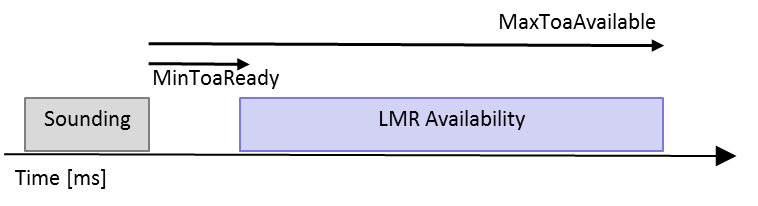 MaxToaAvailable
MinToaReady
Sounding
LMR Availability
Time [ms]